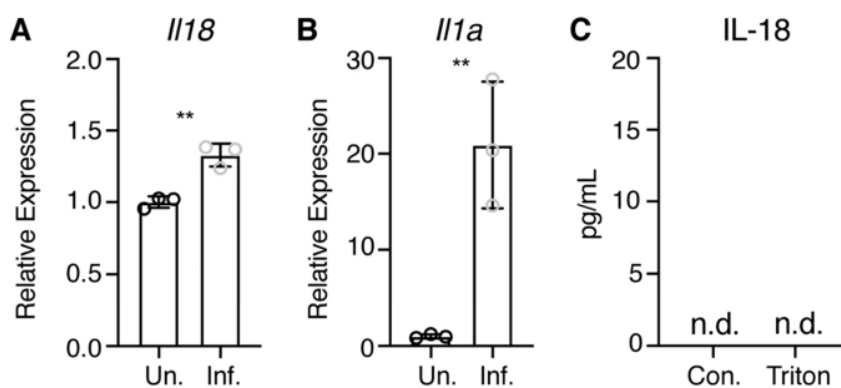 A
Il18
Relative Expression
2.0
1.5
1.0
0.5
0.0
**
Un.
Inf.
B
Il1a
Relative Expression
30
20
10
0
**
Un.
Inf.
C
IL-18
pg/mL
20
15
10
5
0
n.d.
n.d.
Con.
Triton